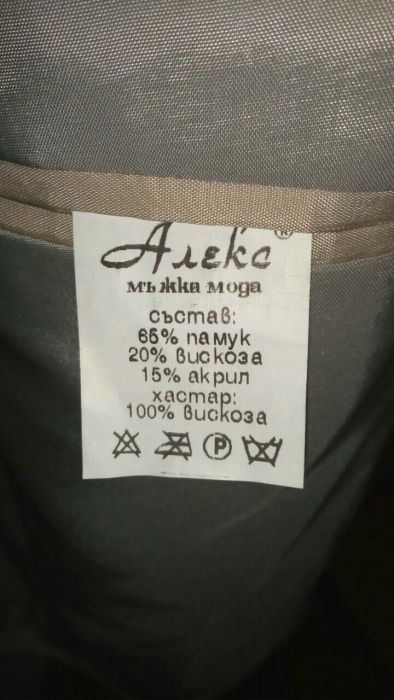 Алекс ®
мъжка мода
състав:
65% памук
20% вискоза
15% акрил
хастар:
100% вискоза
P